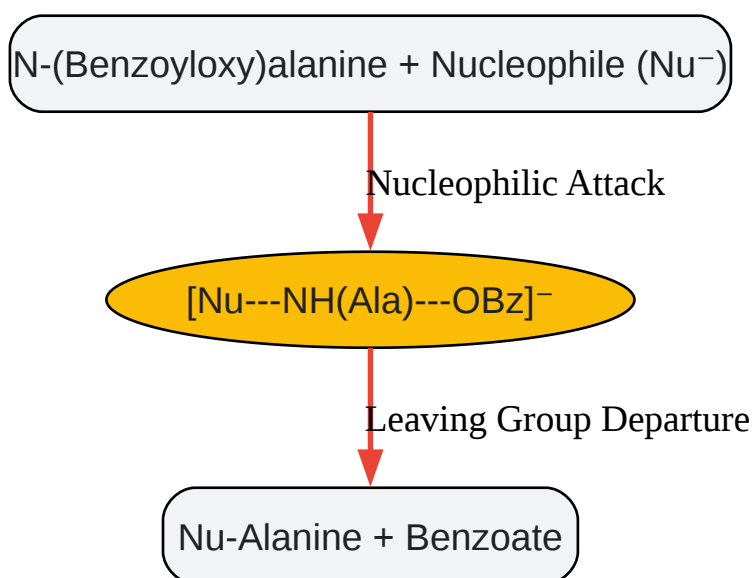 N-(Benzoyloxy)alanine + Nucleophile (Nu⁻)
Nucleophilic Attack
[Nu---NH(Ala)---OBz]⁻
Leaving Group Departure
Nu-Alanine + Benzoate